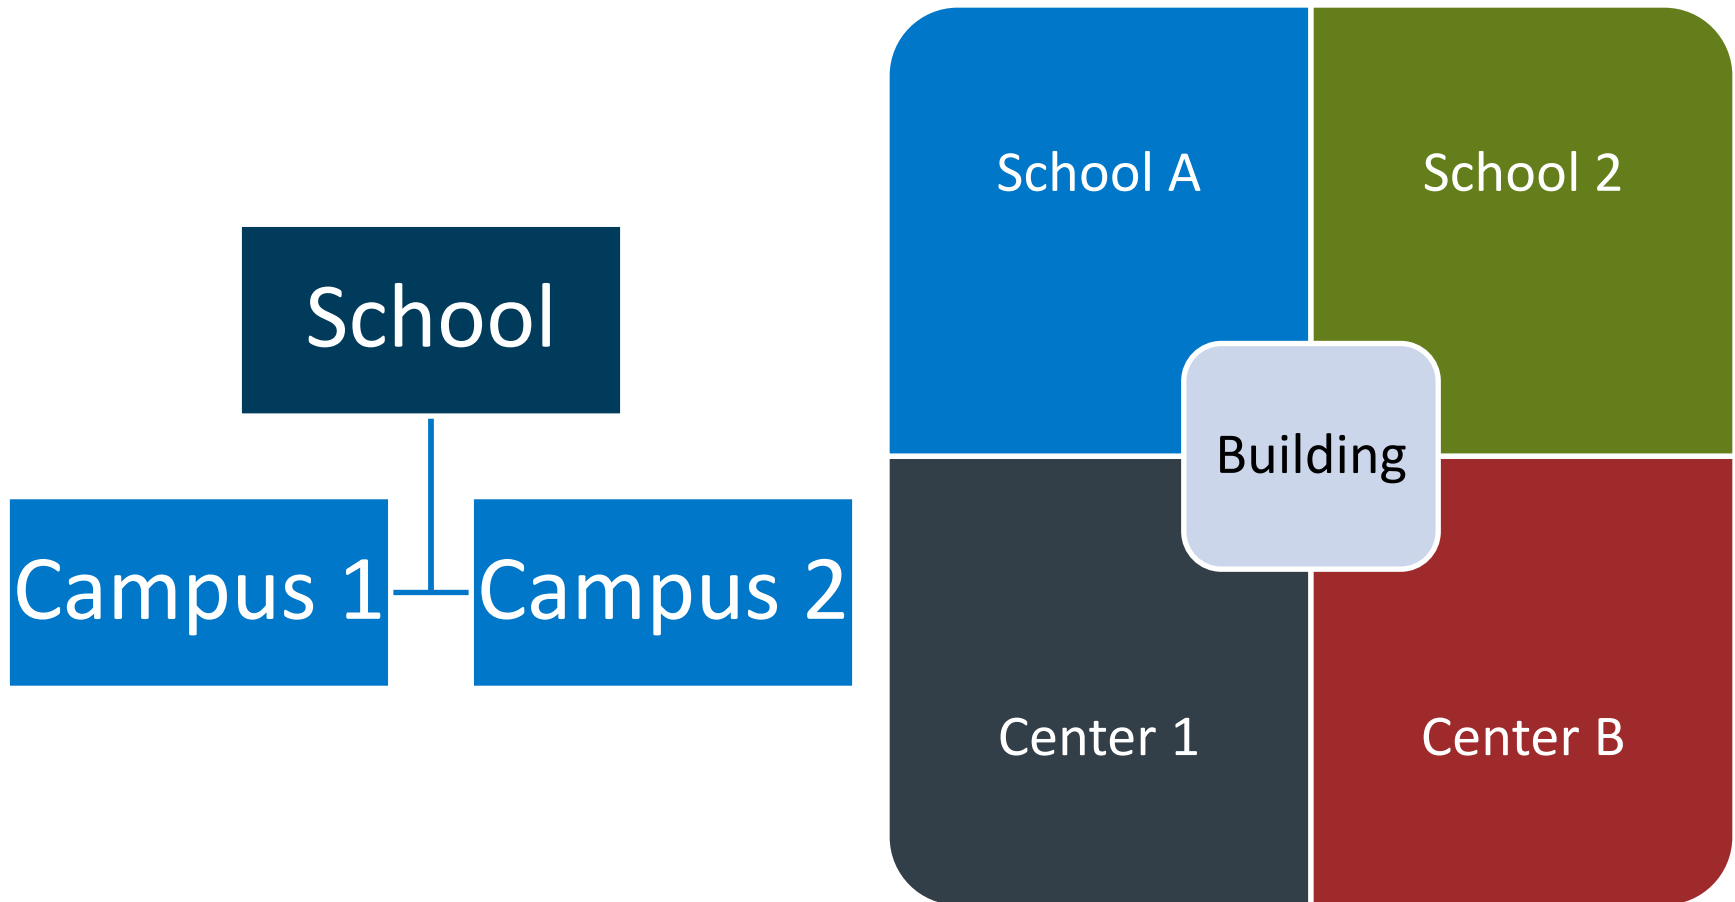 School
Campus 1
Campus 2
School A
School 2
Building
Center 1
Center B